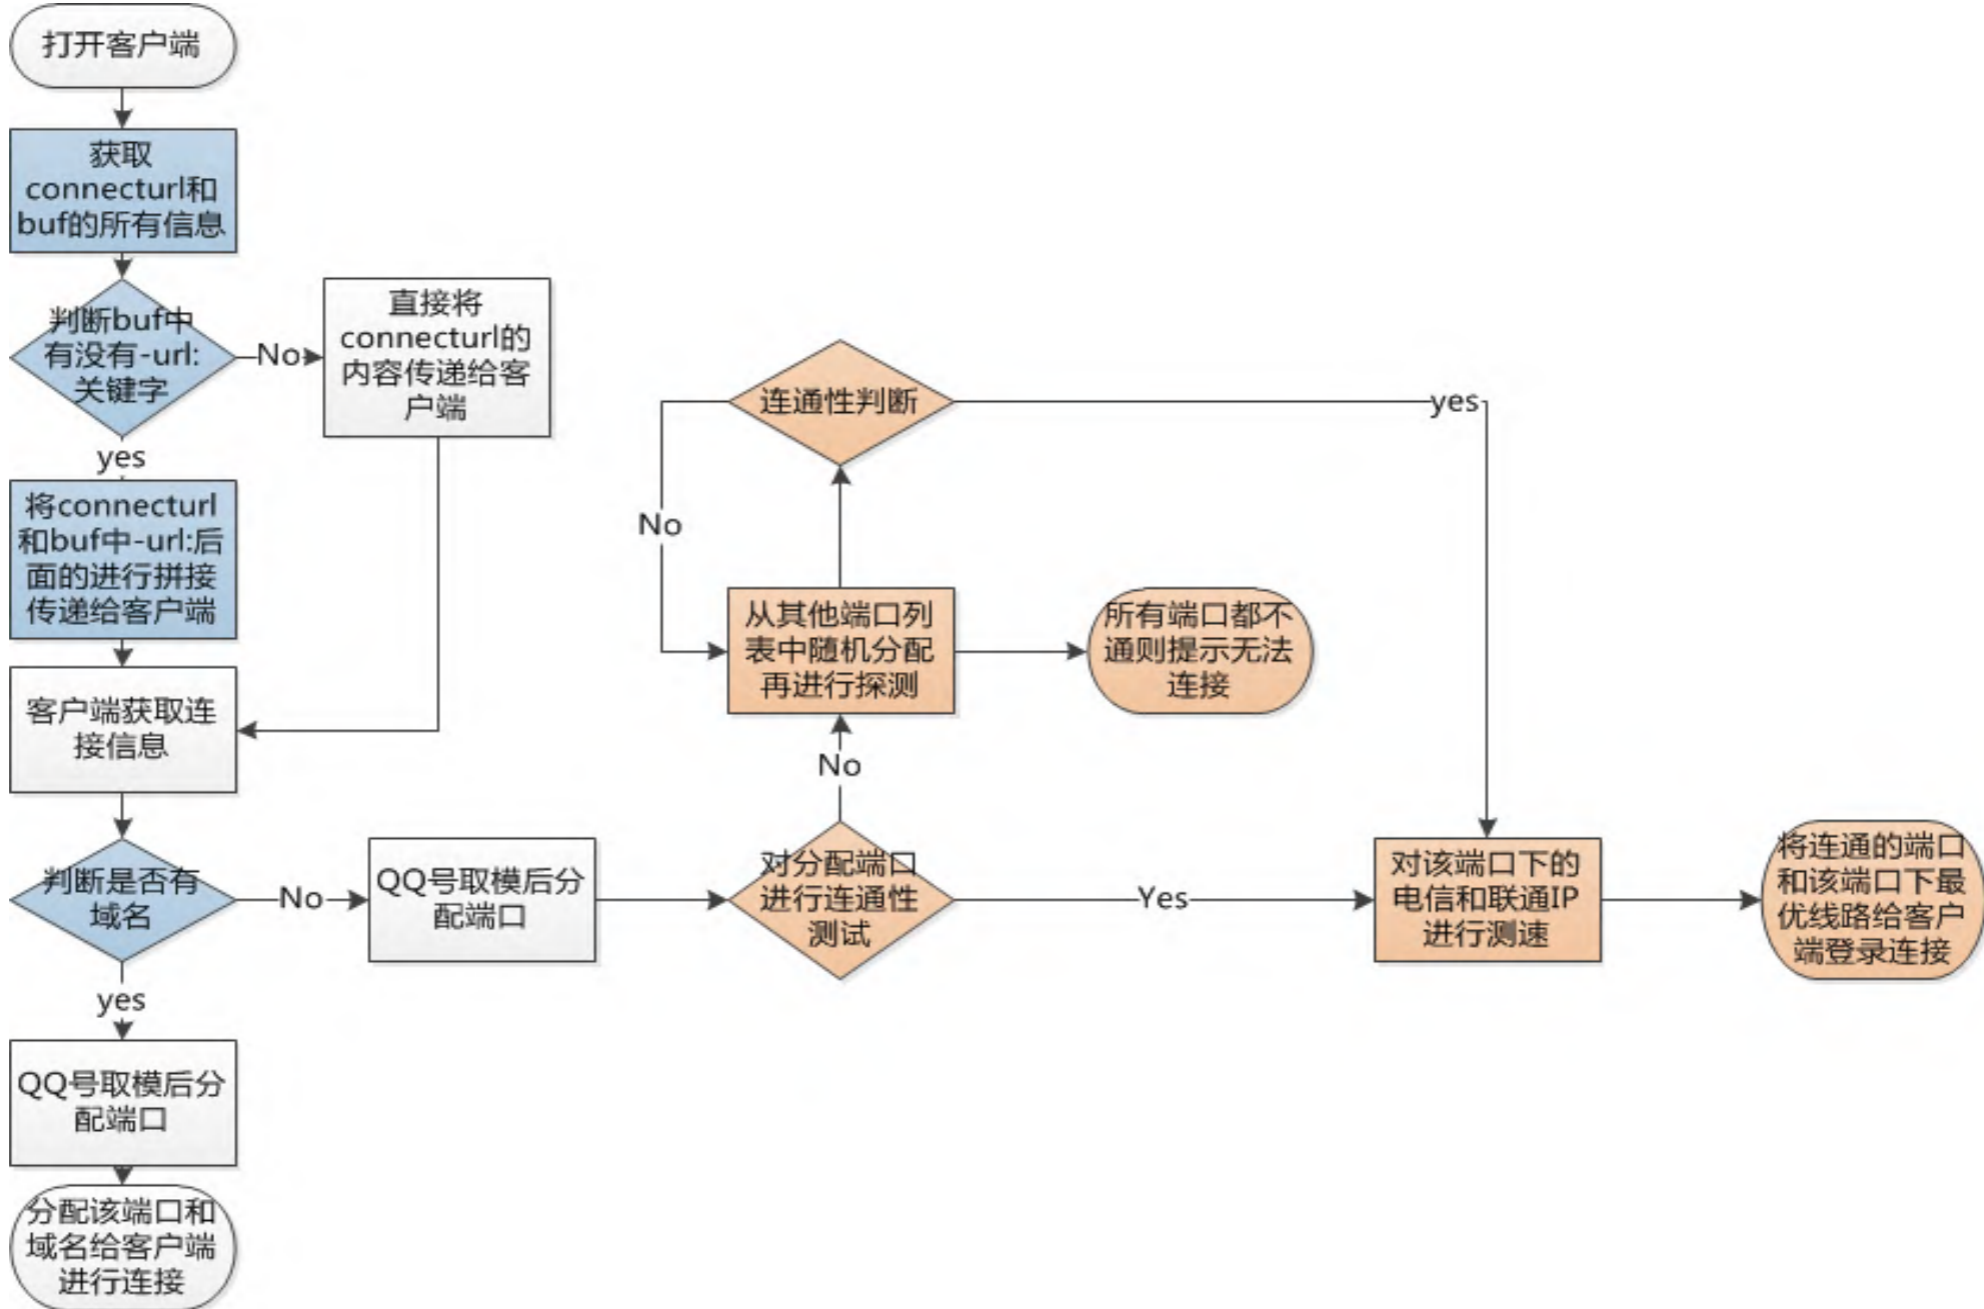 打开客户端
获取
connecturl和
buf的所有信息
判断buf中
有没有-url:
关键字
No
直接将
connecturl的
内容传递给客
户端
yes
将connecturl
和buf中-url:后
面的进行拼接
传递给客户端
客户端获取连
接信息
判断是否有
域名
No
QQ号取模后分
配端口
yes
QQ号取模后分
配端口
分配该端口和
域名给客户端
进行连接
对分配端口
进行连通性
测试
No
从其他端口列
表中随机分配
再进行探测
所有端口都不
通则提示无法
连接
连通性判断
No
yes
Yes
对该端口下的
电信和联通IP
进行测速
将连通的端口
和该端口下最
优线路给客户
端登录连接